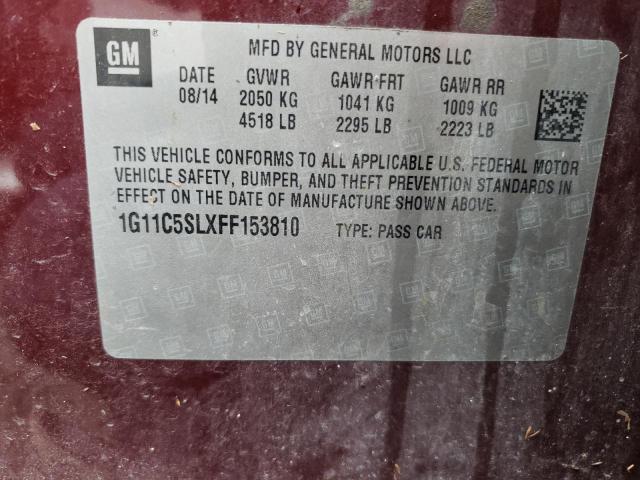 GM
MFD BY GENERAL MOTORS LLC
DATE GVWR GAWR FRT GAWR RR
08/14 2050 KG 1041 KG 1009 KG
4518 LB 2295 LB 2223 LB
THIS VEHICLE CONFORMS TO ALL APPLICABLE U.S. FEDERAL MOTOR
VEHICLE SAFETY, BUMPER, AND THEFT PREVENTION STANDARDS IN
EFFECT ON THE DATE OF MANUFACTURE SHOWN ABOVE.
1G11C5SLXFF153810 TYPE: PASS CAR